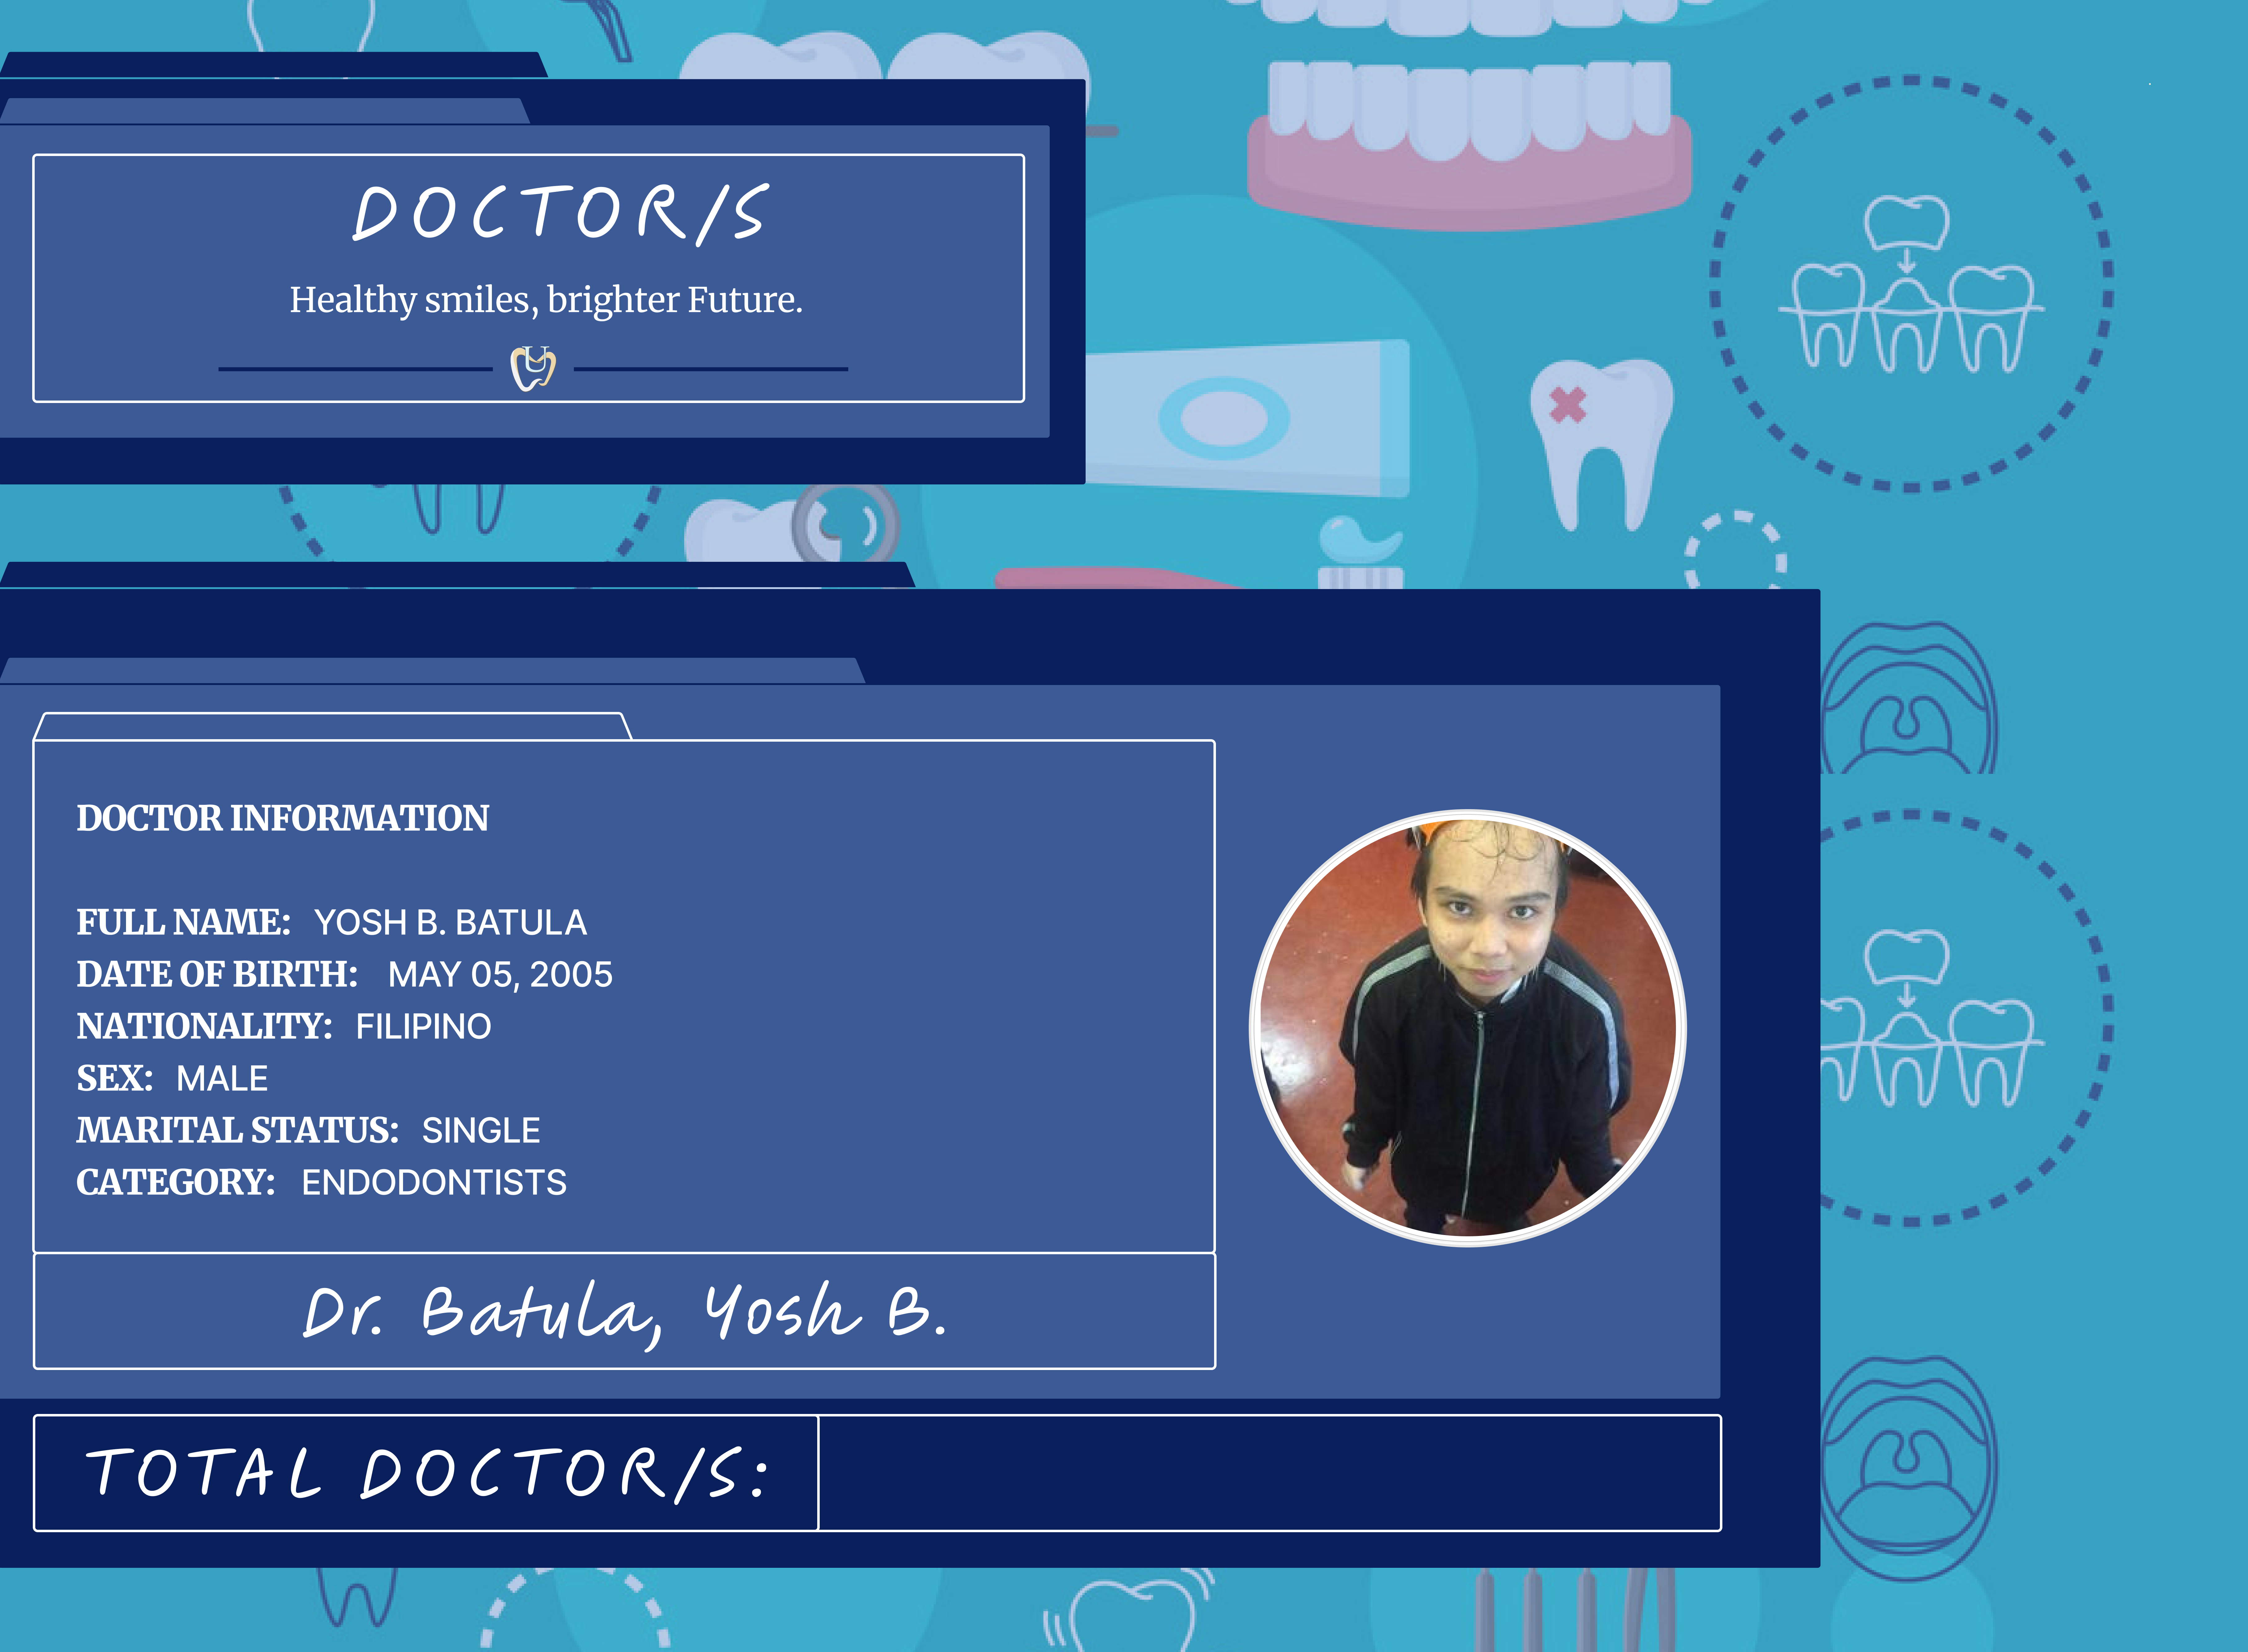 DOCTOR/S
Healthy smiles, brighter Future.
U
DOCTOR INFORMATION
FULL NAME: YOSH B. BATULA
DATE OF BIRTH: MAY 05, 2005
NATIONALITY: FILIPINO
SEX: MALE
MARITAL STATUS: SINGLE
CATEGORY: ENDODONTISTS
Dr. Batula, Yosh B.
TOTAL DOCTOR/S: